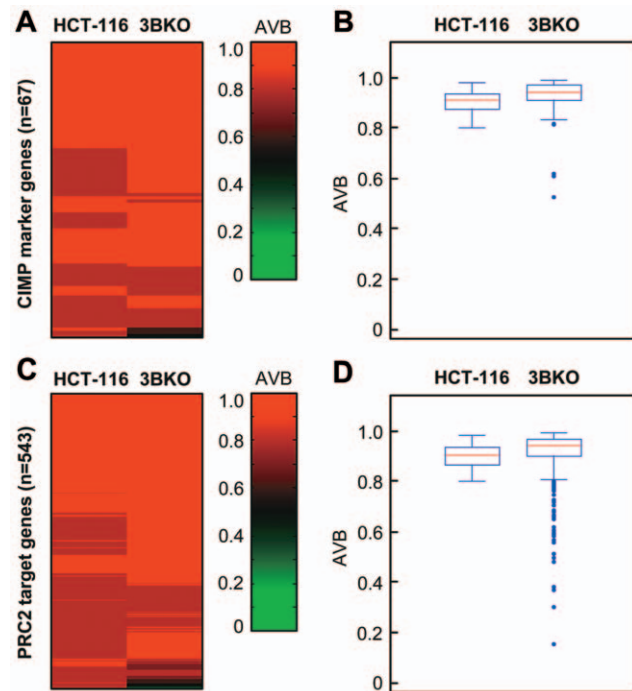 A
HCT-116 3BKO
AVB
CIMP marker genes (n=67)
1.0
0.8
0.6
0.4
0.2
0
B
HCT-116 3BKO
AVB
1.0
0.8
0.6
0.4
0.2
0
C
HCT-116 3BKO
AVB
PRC2 target genes (n=543)
1.0
0.8
0.6
0.4
0.2
0
D
HCT-116 3BKO
AVB
1.0
0.8
0.6
0.4
0.2
0